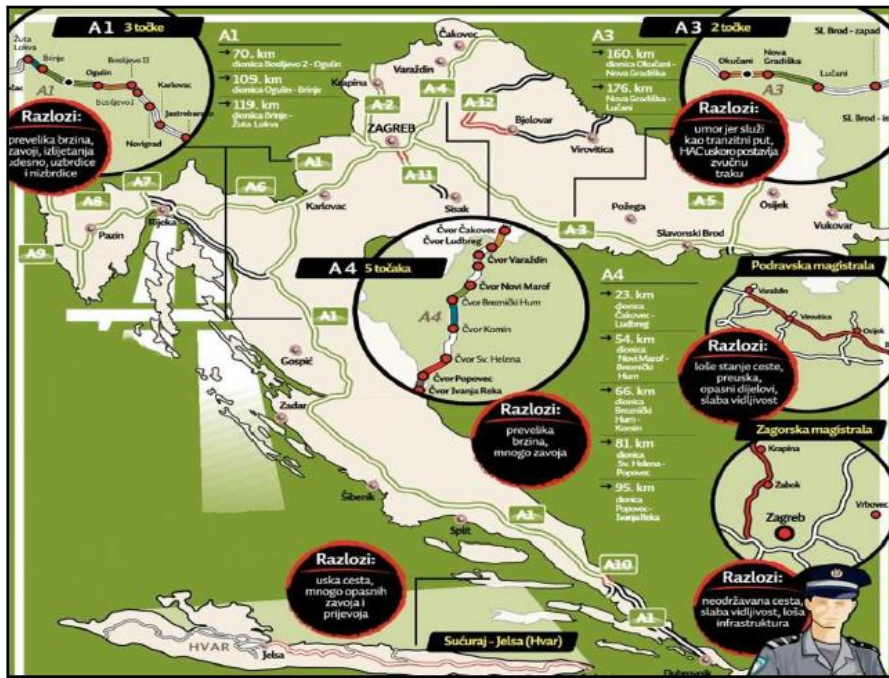 A1 3 točke
Žuta
Lokva
Brinje
Bosiljevo II
Ogulin
Karlovac
A1
Bosiljevo I
Jastrebarsko
Novigrad
Razlozi:
prevelika brzina,
zavoji, izlijetanja
udesno, uzbrdice
i nizbrdice
A1
→ 70. km
dionica Bosiljevo 2 - Ogulin
→ 109. km
dionica Ogulin - Brinje
→ 119. km
dionica Brinje -
Žuta Lokva
A3
→ 160. km
dionica Okučani -
Nova Gradiška
→ 176. km
Nova Gradiška -
Lučani
A3 2 točke
Sl. Brod - zapad
Okučani
Nova
Gradiška
Lučani
A3
Razlozi:
umor jer služi
kao tranzitni put,
HAC uskoro postavlja
zvučnu
traku
Čakovec
Varaždin
Krapina
A2
A4
A12
Bjelovar
ZAGREB
Virovitica
A1
A11
A7
A6
A8
Karlovac
Sisak
Požega
A5
Osijek
Rijeka
Pazin
A3
Slavonski Brod
Vukovar
A9
A4 5 točaka
Čvor Čakovec
Čvor Ludbreg
Čvor Varaždin
Čvor Novi Marof
Čvor Breznički Hum
A4
Čvor Komin
Čvor Sv. Helena
Čvor Popovec
Čvor Ivanja Reka
Razlozi:
prevelika
brzina,
mnogo zavoja
A4
→ 23. km
dionica
Čakovec -
Ludbreg
→ 54. km
dionica
Novi Marof -
Breznički
Hum
→ 66. km
dionica
Breznički
Hum -
Komin
→ 81. km
dionica
Sv. Helena -
Popovec
→ 95. km
dionica
Popovec -
Ivanja Reka
Podravska magistrala
Varaždin
Virovitica
Osijek
Razlozi:
loše stanje ceste,
preuska,
opasni dijelovi,
slaba vidljivost
Zagorska magistrala
Krapina
Zabok
Vrbovec
Zagreb
Razlozi:
neodržavana cesta,
slaba vidljivost, loša
infrastruktura
A1
Gospić
Zadar
Šibenik
A1
Split
A10
A1
Dubrovnik
Razlozi:
uska cesta,
mnogo opasnih
zavoja i
prijevoja
HVAR
Jelsa
Sućuraj - Jelsa (Hvar)